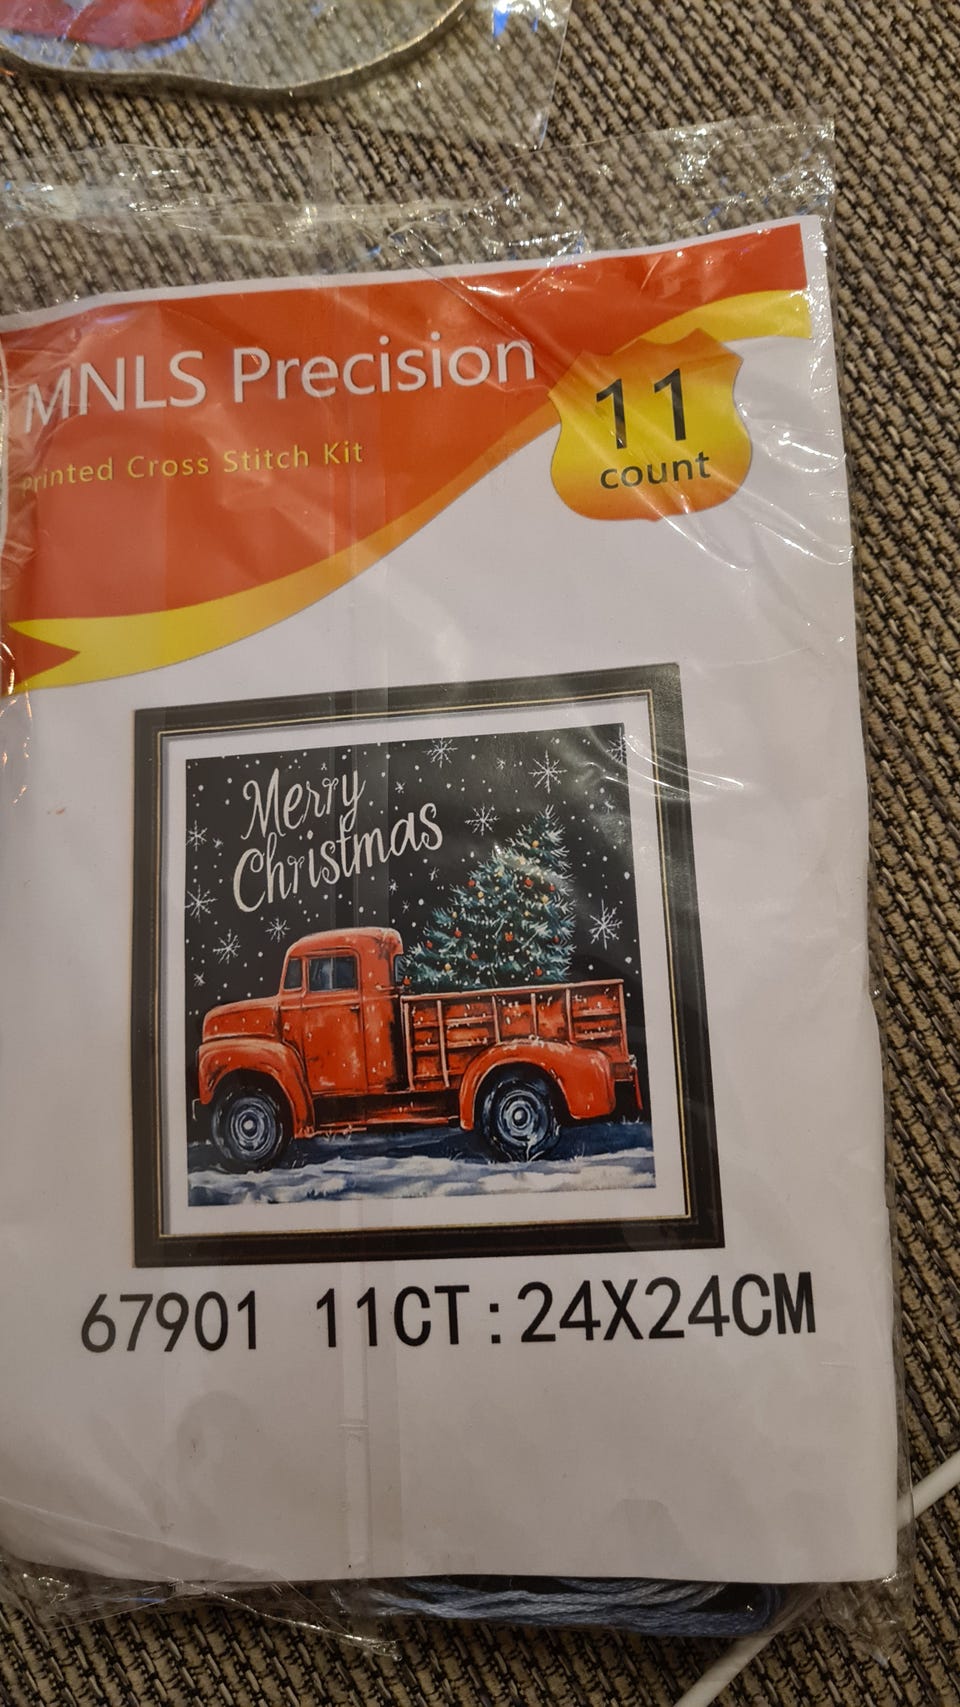 MNLS Precision
Printed Cross Stitch Kit
11
count
Merry
Christmas
67901 11CT:24X24CM